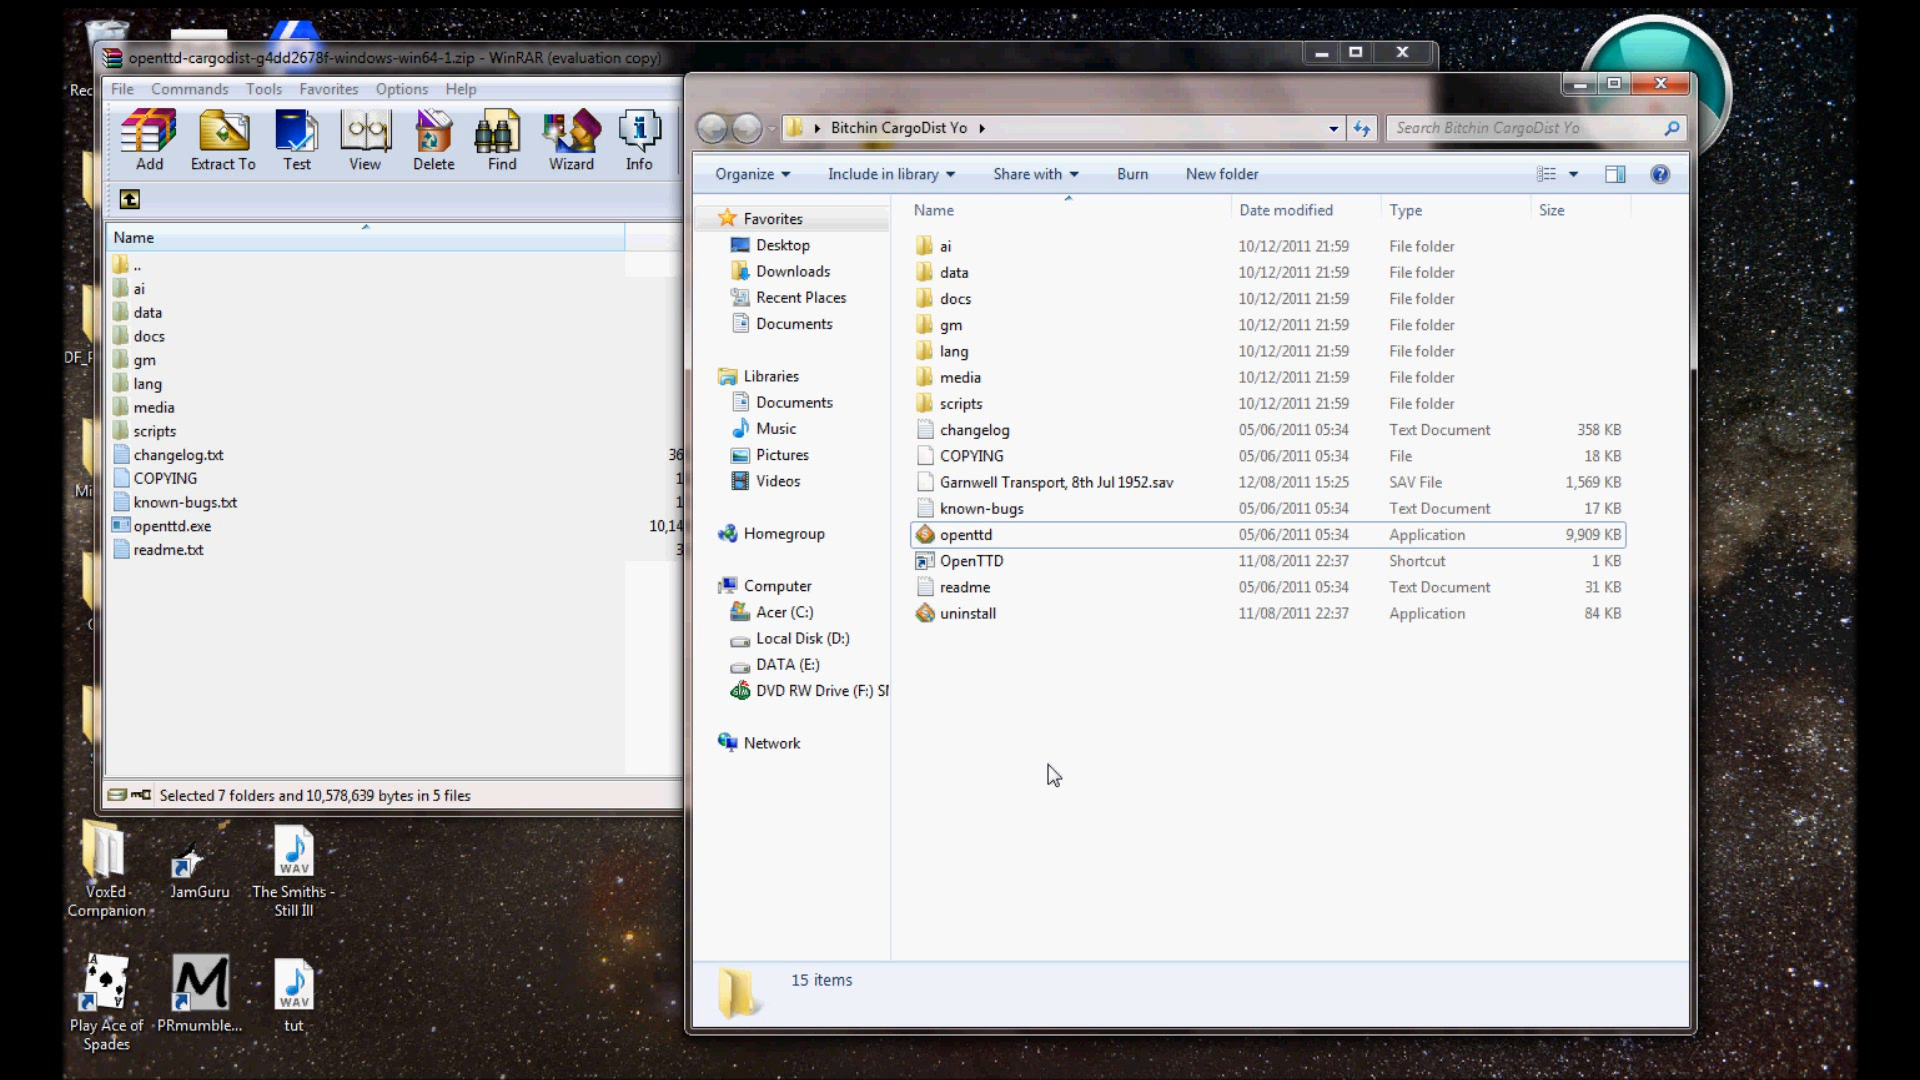 Rec
openttd-cargodist-g4dd2678f-windows-win64-1.zip - WinRAR (evaluation copy)
File Commands Tools Favorites Options Help
Add Extract To Test View Delete Find Wizard Info
Name
..
ai
data
docs
gm
lang
media
scripts
changelog.txt 36
COPYING 1
known-bugs.txt 1
openttd.exe 10,14
readme.txt 3
Selected 7 folders and 10,578,639 bytes in 5 files
Bitchin CargoDist Yo
Search Bitchin CargoDist Yo
Organize Include in library Share with Burn New folder
Favorites
Desktop
Downloads
Recent Places
Documents
Libraries
Documents
Music
Pictures
Videos
Homegroup
Computer
Acer (C:)
Local Disk (D:)
DATA (E:)
DVD RW Drive (F:) SI
Network
Name Date modified Type Size
ai 10/12/2011 21:59 File folder
data 10/12/2011 21:59 File folder
docs 10/12/2011 21:59 File folder
gm 10/12/2011 21:59 File folder
lang 10/12/2011 21:59 File folder
media 10/12/2011 21:59 File folder
scripts 10/12/2011 21:59 File folder
changelog 05/06/2011 05:34 Text Document 358 KB
COPYING 05/06/2011 05:34 File 18 KB
Garnwell Transport, 8th Jul 1952.sav 12/08/2011 15:25 SAV File 1,569 KB
known-bugs 05/06/2011 05:34 Text Document 17 KB
openttd 05/06/2011 05:34 Application 9,909 KB
OpenTTD 11/08/2011 22:37 Shortcut 1 KB
readme 05/06/2011 05:34 Text Document 31 KB
uninstall 11/08/2011 22:37 Application 84 KB
15 items
DF_F
Mi
WAV
VoxEd Companion
JamGuru
The Smiths - Still Ill
A
M
WAV
Play Ace of Spades
PRmumble...
tut